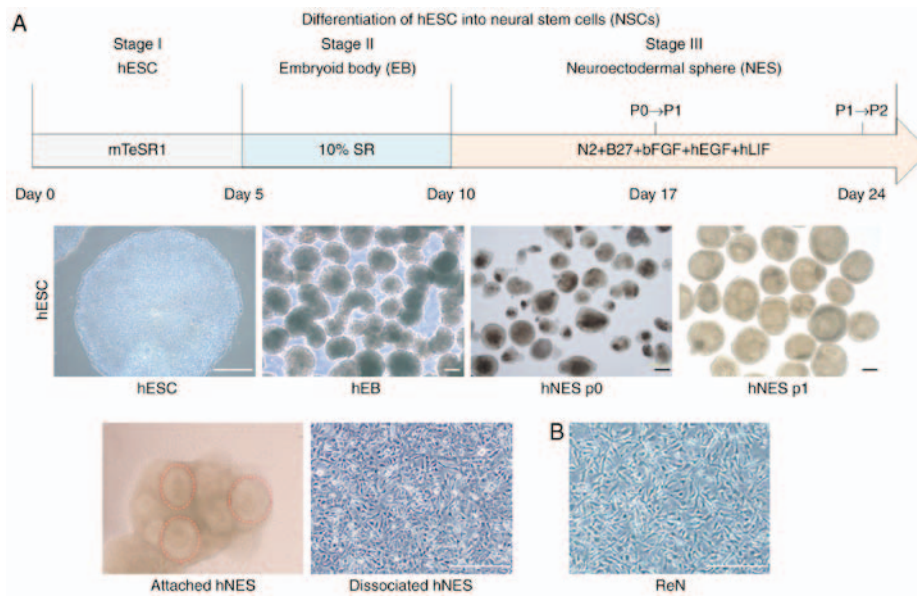 A
Differentiation of hESC into neural stem cells (NSCs)
Stage I
Stage II
Stage III
hESC
Embryoid body (EB)
Neuroectodermal sphere (NES)
P0→P1
P1→P2
mTeSR1
10% SR
N2+B27+bFGF+hEGF+hLIF
Day 0
Day 5
Day 10
Day 17
Day 24
hESC
hESC
hEB
hNES p0
hNES p1
B
Attached hNES
Dissociated hNES
ReN